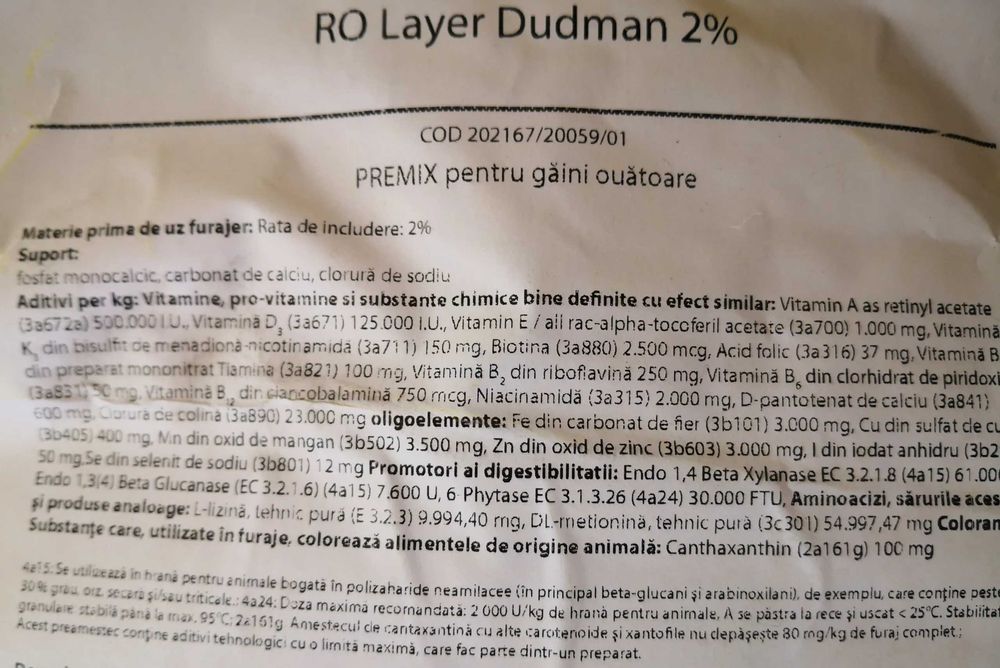 RO Layer Dudman 2%
COD 202167/20059/01
PREMIX pentru găini ouătoare
Materie prima de uz furajer: Rata de includere: 2%
Suport:
fosfat monocalcic, carbonat de calciu, clorură de sodiu
Aditivi per kg: Vitamine, pro-vitamine si substante chimice bine definite cu efect similar: Vitamin A as retinyl acetate
(3a672a) 500.000 I.U., Vitamină D₃ (3a671) 125.000 I.U., Vitamin E / all rac-alpha-tocoferil acetate (3a700) 1.000 mg, Vitamină
K₃ din bisulfit de menadionă-nicotinamidă (3a711) 150 mg, Biotina (3a880) 2.500 mcg, Acid folic (3a316) 37 mg, Vitamină B
din preparat mononitrat Tiamina (3a821) 100 mg, Vitamină B₂ din riboflavină 250 mg, Vitamină B₆ din clorhidrat de piridoxi
(3a831) 50 mg, Vitamină B₁₂ din ciancobalamină 750 mcg, Niacinamidă (3a315) 2.000 mg, D-pantotenat de calciu (3a841)
600 mg, Clorura de colină (3a890) 23.000 mg oligoelemente: Fe din carbonat de fier (3b101) 3.000 mg, Cu din sulfat de cu
(3b405) 400 mg, Mn din oxid de mangan (3b502) 3.500 mg, Zn din oxid de zinc (3b603) 3.000 mg, I din iodat anhidru (3b2
50 mg,Se din selenit de sodiu (3b801) 12 mg Promotori ai digestibilitatii: Endo 1,4 Beta Xylanase EC 3.2.1.8 (4a15) 61.000
Endo 1,3(4) Beta Glucanase (EC 3.2.1.6) (4a15) 7.600 U, 6 Phytase EC 3.1.3.26 (4a24) 30.000 FTU, Aminoacizi, sărurile aces
și produse analoage: L-lizină, tehnic pură (E 3.2.3) 9.994,40 mg, DL-metionină, tehnic pură (3c301) 54.997,47 mg Coloran
Substanțe care, utilizate în furaje, colorează alimentele de origine animală: Canthaxanthin (2a161g) 100 mg
4a15: Se utilizează în hrană pentru animale bogată în polizaharide neamilacee (în principal beta-glucani și arabinoxilani), de exemplu, care conține peste
30% grâu, orz, secară și/sau triticale.; 4a24: Doza maximă recomandată: 2 000 U/kg de hrană pentru animale, A se păstra la rece și uscat < 25°C. Stabilitat
granulare stabilă până la max. 95°C; 2a161g Amestecul de cantaxantină cu alte carotenoide și xantofile nu depășește 80 mg/kg de furaj complet.;
Acest preamestec conține aditivi tehnologici cu o limită maximă, care fac parte dintr-un preparat.